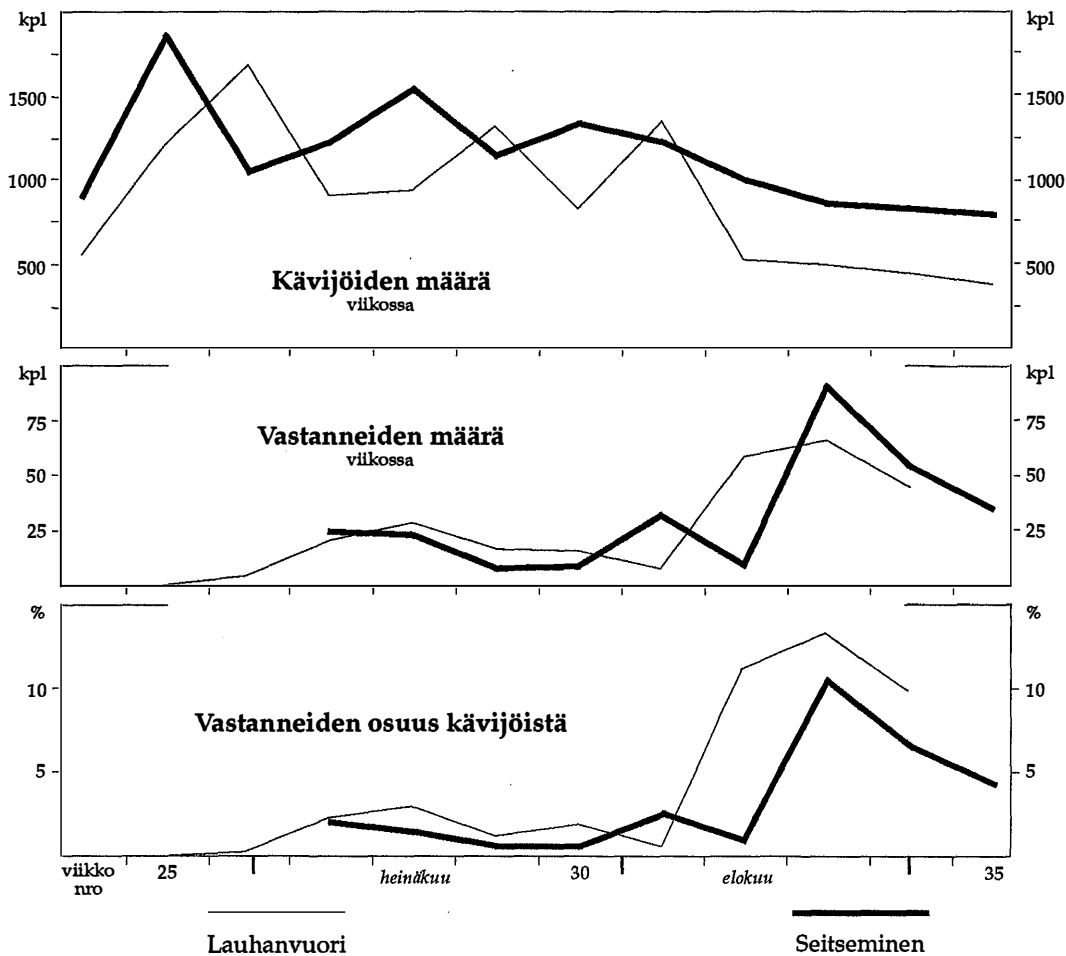 kpl kpl
1500 1500
1000 1000
500 500
Kävijöiden määrä
viikossa
kpl kpl
75 75
50 50
25 25
Vastanneiden määrä
viikossa
% %
10 10
5 5
Vastanneiden osuus kävijöistä
viikko nro 25 heinäkuu 30 elokuu 35
Lauhanvuori Seitseminen